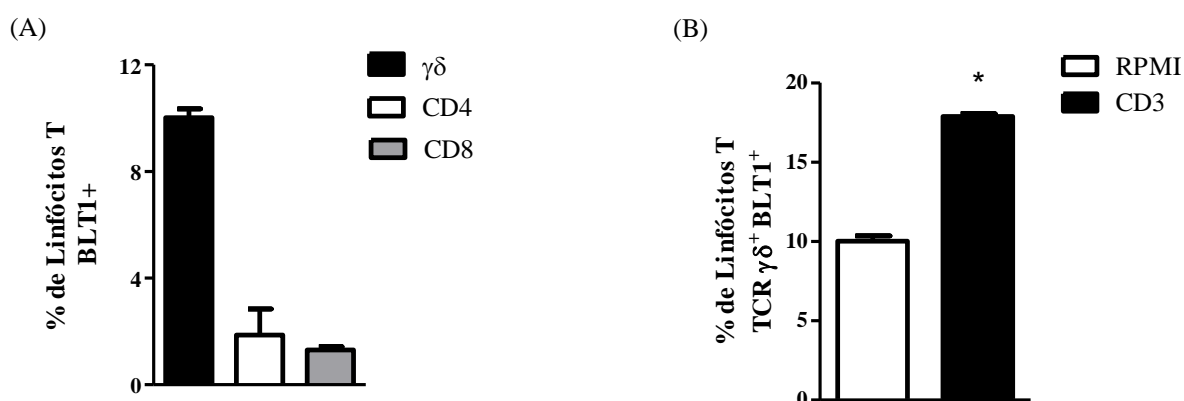 (A)
% de Linfócitos T
BLT1+
12
8
4
0
γδ
CD4
CD8
(B)
% de Linfócitos T
TCR γδ⁺ BLT1⁺
20
15
10
5
0
*
RPMI
CD3